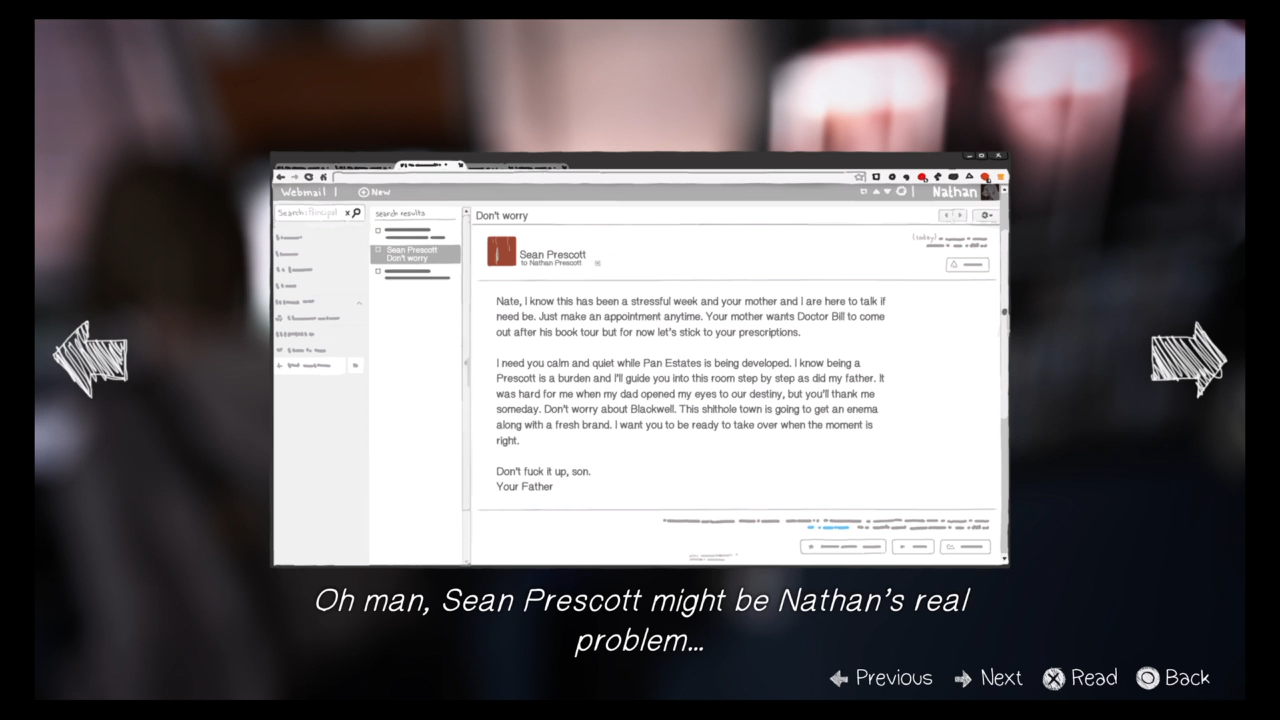 Webmail |
New
Nathan
Search: Principal x
search results
Sean Prescott
Don't worry
Don't worry
(today)
Sean Prescott
to Nathan Prescott
Nate, I know this has been a stressful week and your mother and I are here to talk if
need be. Just make an appointment anytime. Your mother wants Doctor Bill to come
out after his book tour but for now let's stick to your prescriptions.
I need you calm and quiet while Pan Estates is being developed. I know being a
Prescott is a burden and I'll guide you into this room step by step as did my father. It
was hard for me when my dad opened my eyes to our destiny, but you'll thank me
someday. Don't worry about Blackwell. This shithole town is going to get an enema
along with a fresh brand. I want you to be ready to take over when the moment is
right.
Don't fuck it up, son.
Your Father
Oh man, Sean Prescott might be Nathan's real
problem...
Previous Next Read Back